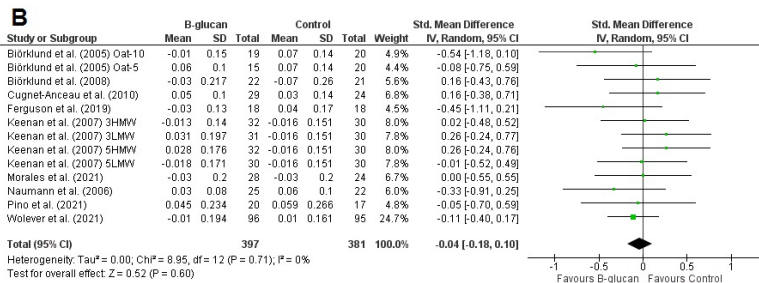 B
B-glucan Control Std. Mean Difference Std. Mean Difference
Study or Subgroup Mean SD Total Mean SD Total Weight IV, Random, 95% CI IV, Random, 95% CI
Biörklund et al. (2005) Oat-10 -0.01 0.15 19 0.07 0.14 20 4.9% -0.54 [-1.18, 0.10]
Biörklund et al. (2005) Oat-5 0.06 0.1 15 0.07 0.14 20 4.4% -0.08 [-0.75, 0.59]
Biörklund et al. (2008) -0.03 0.217 22 -0.07 0.26 21 5.6% 0.16 [-0.43, 0.76]
Cugnet-Anceau et al. (2010) 0.05 0.1 29 0.03 0.14 24 6.8% 0.16 [-0.38, 0.71]
Ferguson et al. (2019) -0.03 0.13 18 0.04 0.17 18 4.5% -0.45 [-1.11, 0.21]
Keenan et al. (2007) 3HMW -0.013 0.14 32 -0.016 0.151 30 8.0% 0.02 [-0.48, 0.52]
Keenan et al. (2007) 3LMW 0.031 0.197 31 -0.016 0.151 30 7.9% 0.26 [-0.24, 0.77]
Keenan et al. (2007) 5HMW 0.028 0.176 32 -0.016 0.151 30 8.0% 0.26 [-0.24, 0.76]
Keenan et al. (2007) 5LMW -0.018 0.171 30 -0.016 0.151 30 7.8% -0.01 [-0.52, 0.49]
Morales et al. (2021) -0.03 0.2 28 -0.03 0.2 24 6.7% 0.00 [-0.55, 0.55]
Naumann et al. (2006) 0.03 0.08 25 0.06 0.1 22 6.0% -0.33 [-0.91, 0.25]
Pino et al. (2021) 0.045 0.234 20 0.059 0.266 17 4.8% -0.05 [-0.70, 0.59]
Wolever et al. (2021) -0.01 0.194 96 0.01 0.161 95 24.7% -0.11 [-0.40, 0.17]
Total (95% CI) 397 381 100.0% -0.04 [-0.18, 0.10]
Heterogeneity: Tau² = 0.00; Chi² = 8.95, df = 12 (P = 0.71); I² = 0%
Test for overall effect: Z = 0.52 (P = 0.60)
-1 -0.5 0 0.5 1
Favours B-glucan Favours Control